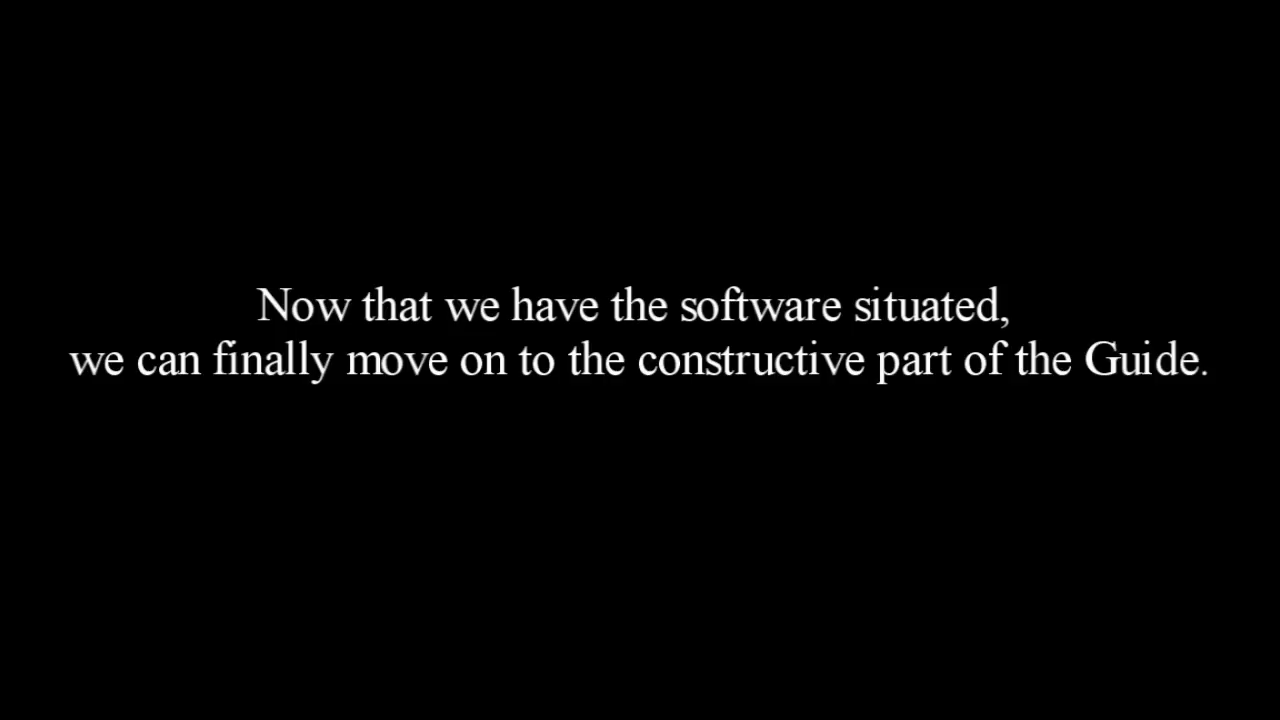 Now that we have the software situated,
we can finally move on to the constructive part of the Guide.